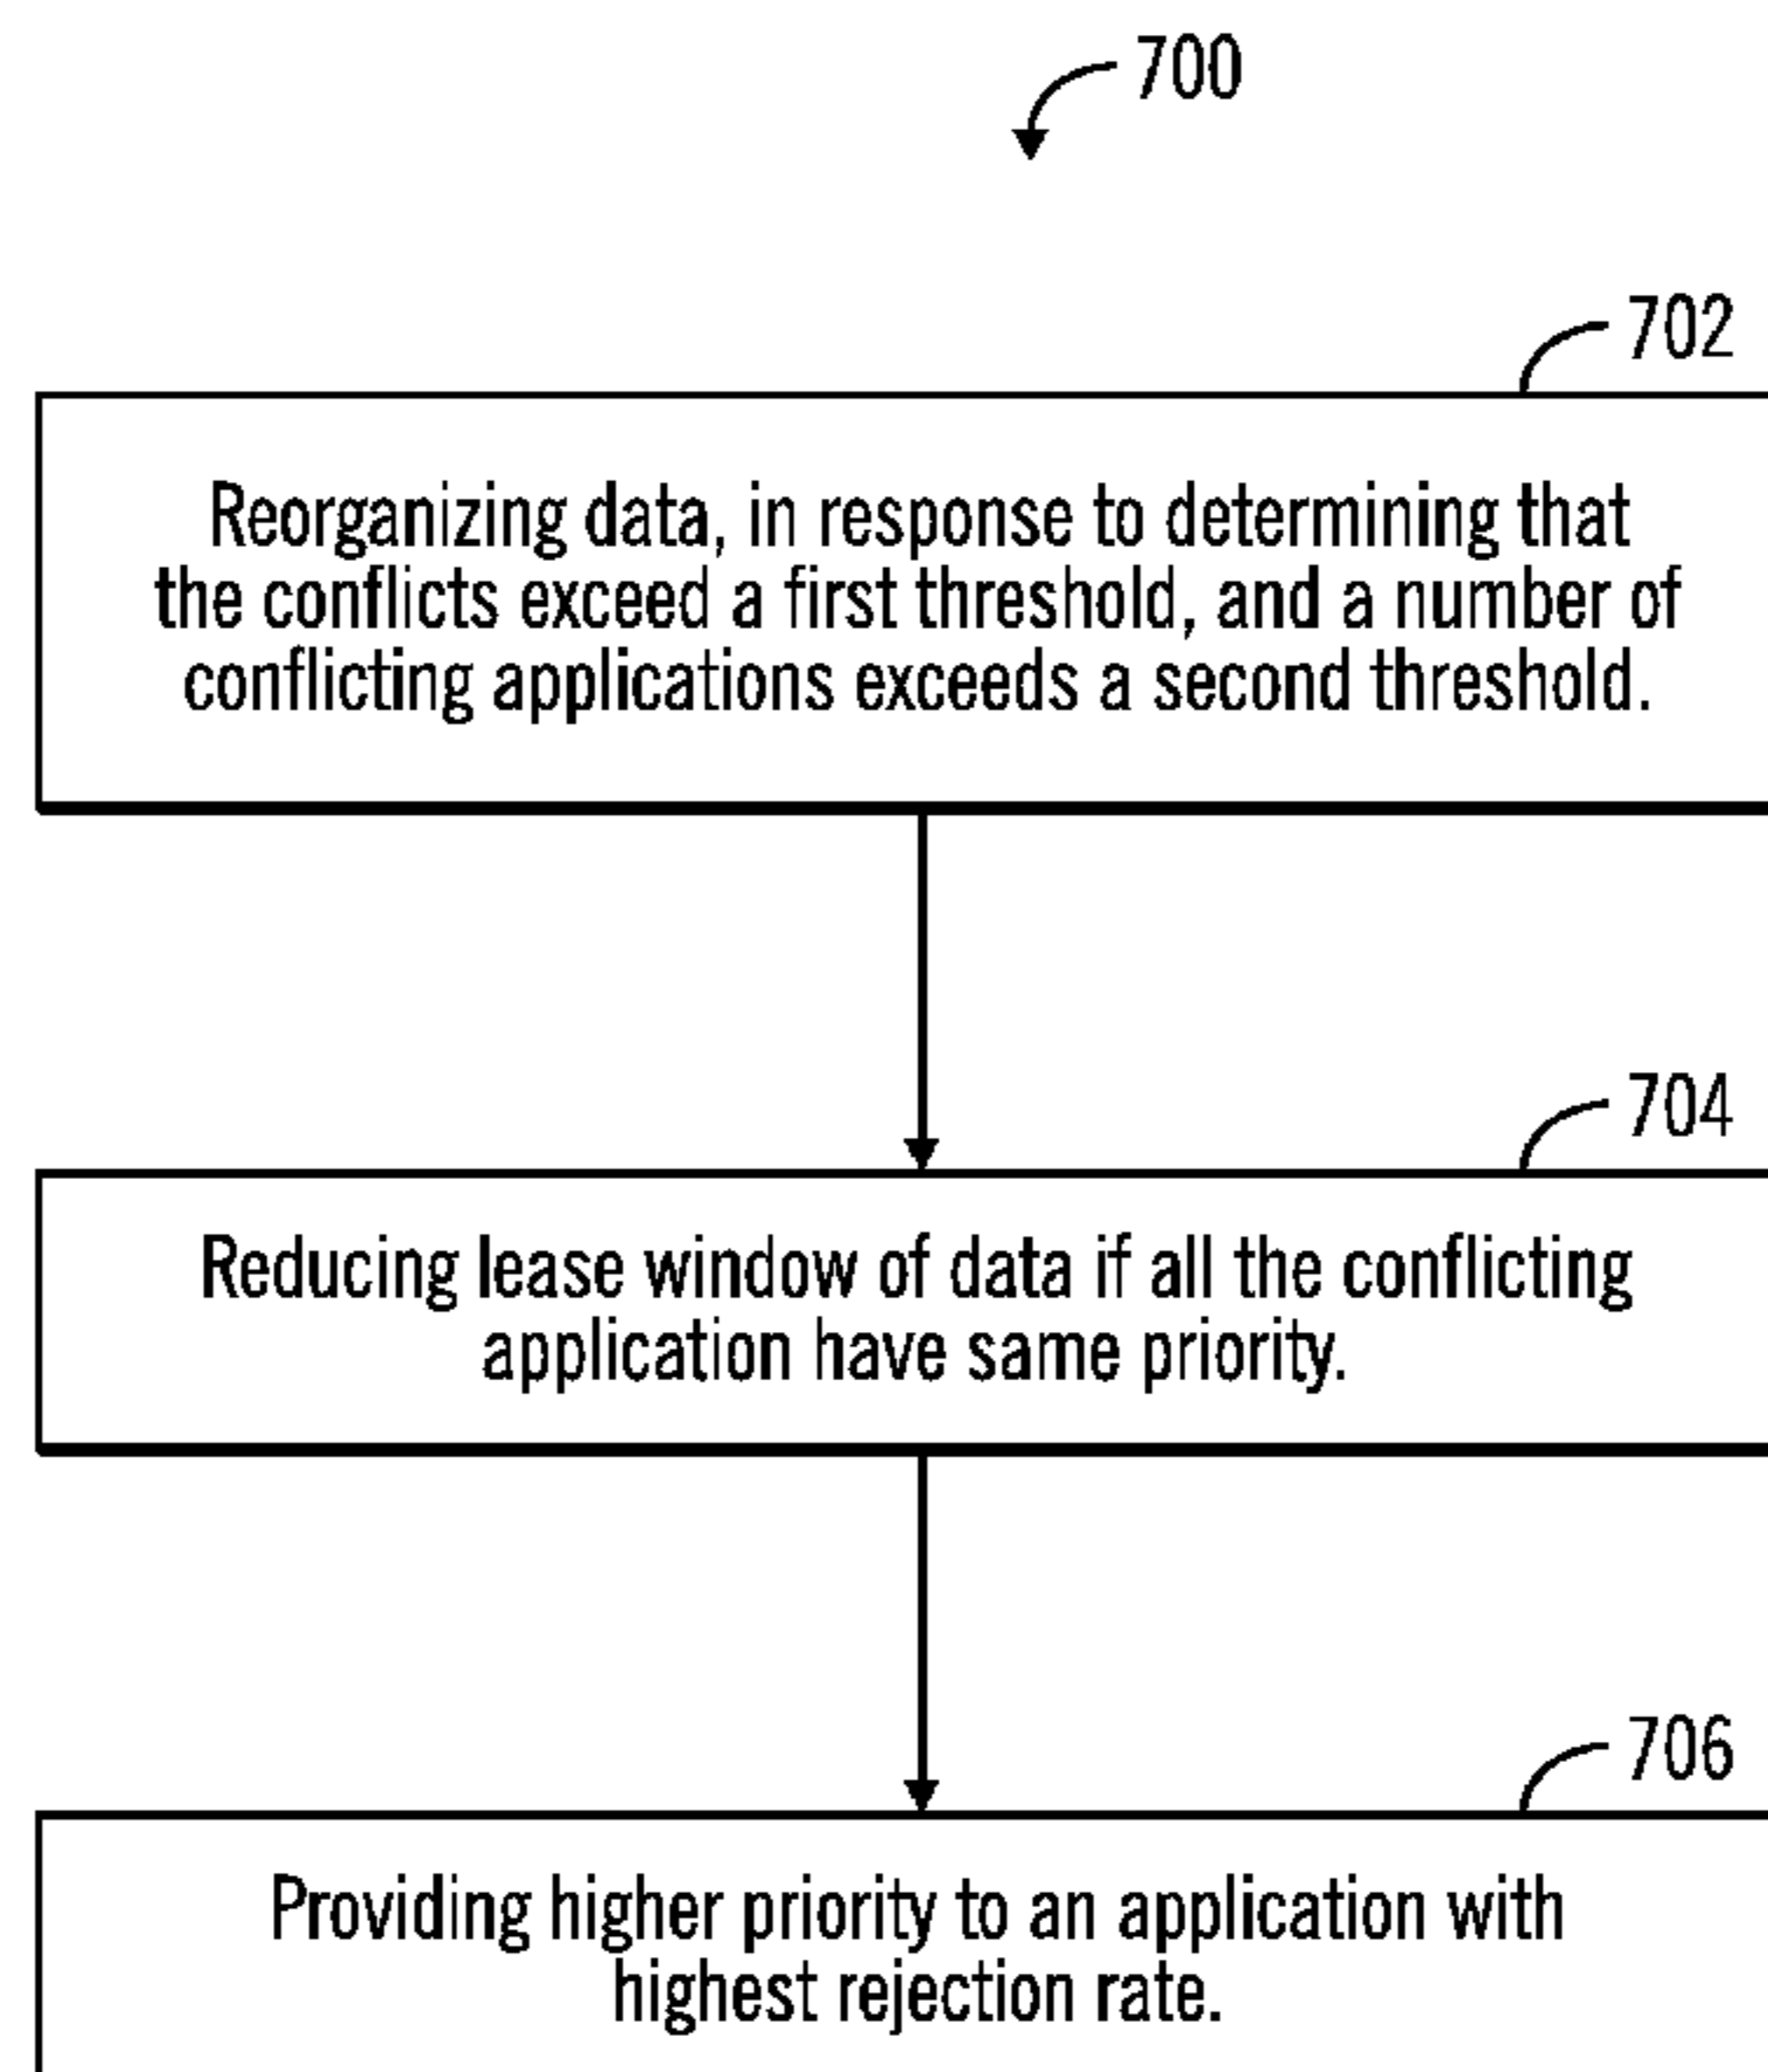 700
702
Reorganizing data, in response to determining that
the conflicts exceed a first threshold, and a number of
conflicting applications exceeds a second threshold.
704
Reducing lease window of data if all the conflicting
application have same priority.
706
Providing higher priority to an application with
highest rejection rate.